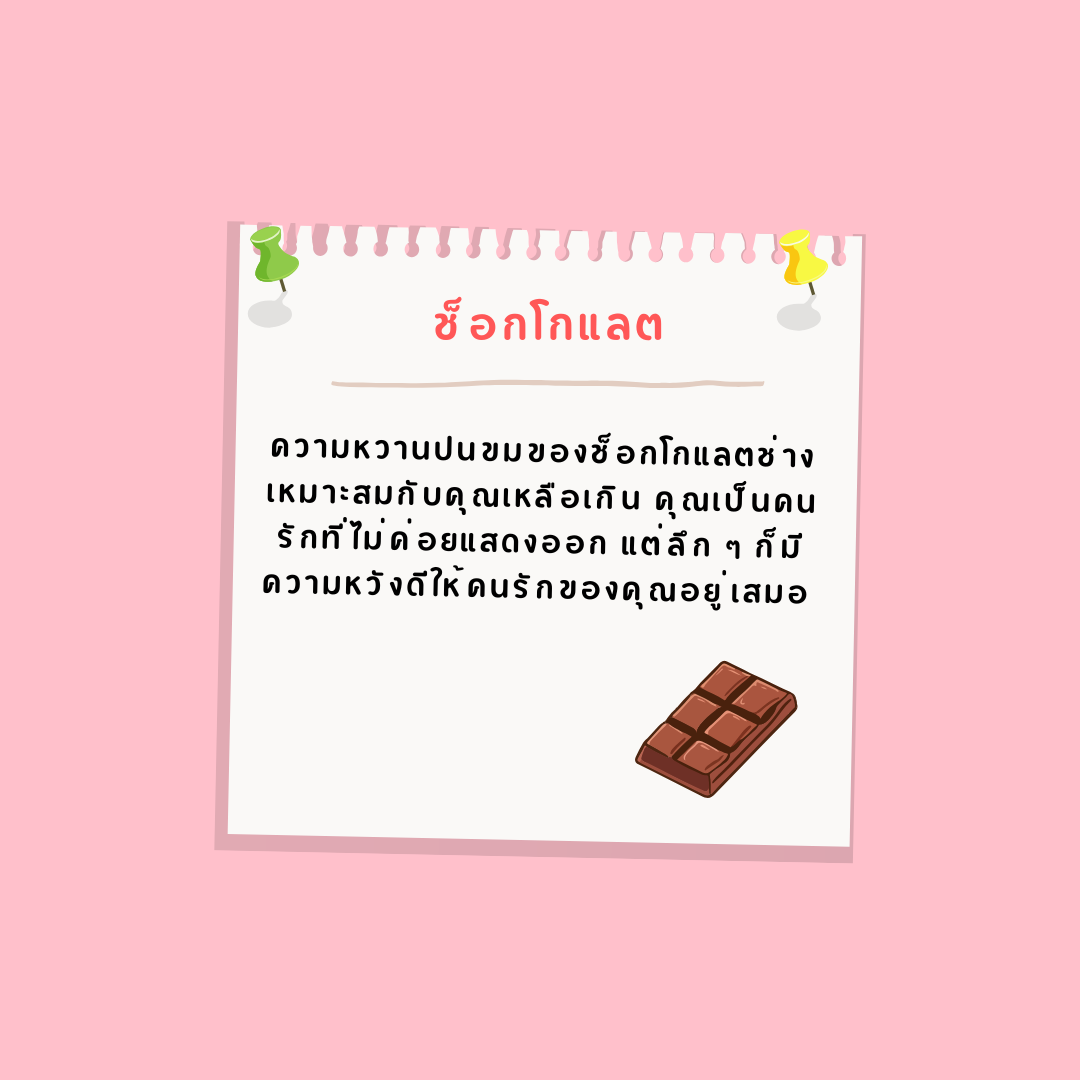 ช็อกโกแลต
ความหวานปนขมของช็อกโกแลตช่าง
เหมาะสมกับคุณเหลือเกิน คุณเป็นคน
รักที่ไม่ค่อยแสดงออก แต่ลึก ๆ ก็มี
ความหวังดีให้คนรักของคุณอยู่เสมอ